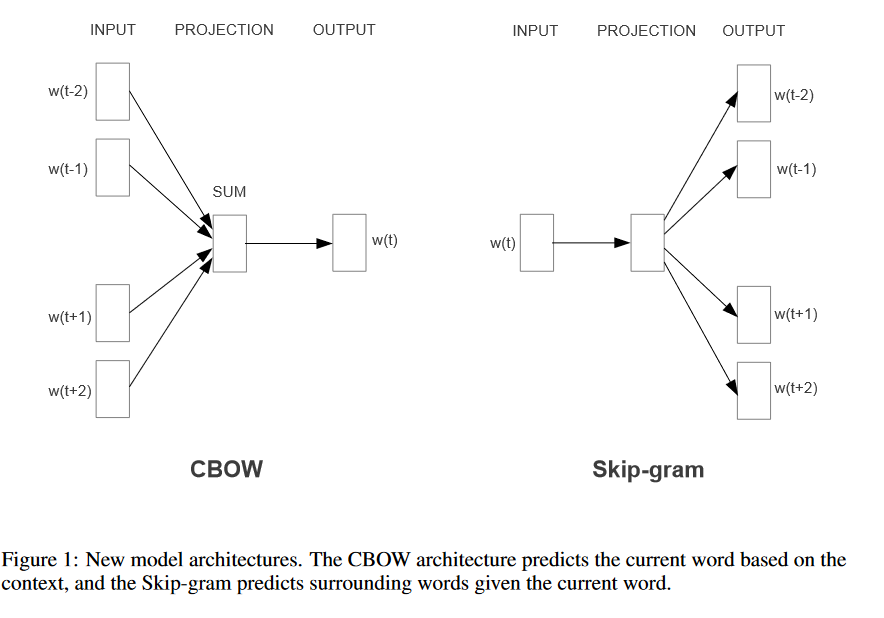 INPUT PROJECTION OUTPUT
w(t-2)
w(t-1)
SUM
w(t)
w(t+1)
w(t+2)
CBOW
INPUT PROJECTION OUTPUT
w(t-2)
w(t-1)
w(t)
w(t+1)
w(t+2)
Skip-gram
Figure 1: New model architectures. The CBOW architecture predicts the current word based on the
context, and the Skip-gram predicts surrounding words given the current word.